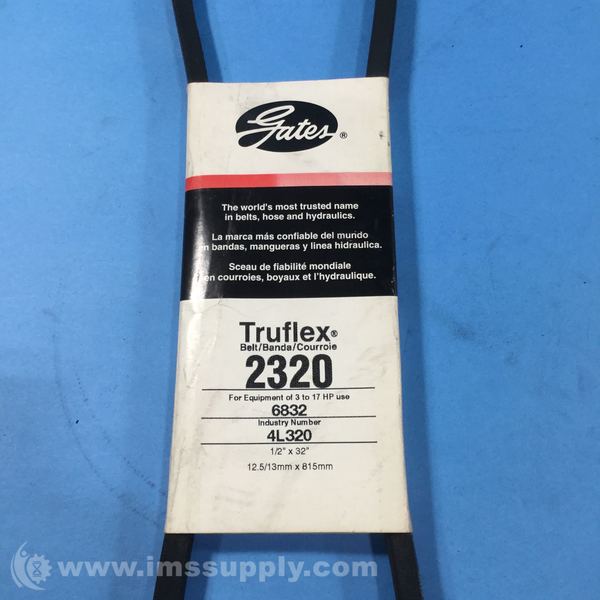 Gates®
The world's most trusted name
in belts, hose and hydraulics.
La marca más confiable del mundo
en bandas, mangueras y linea hidraulica.
Sceau de fiabilité mondiale
en courroies, boyaux et l'hydraulique.
Truflex®
Belt/Banda/Courroie
2320
For Equipment of 3 to 17 HP use
6832
Industry Number
4L320
1/2" x 32"
12.5/13mm x 815mm
www.imssupply.com